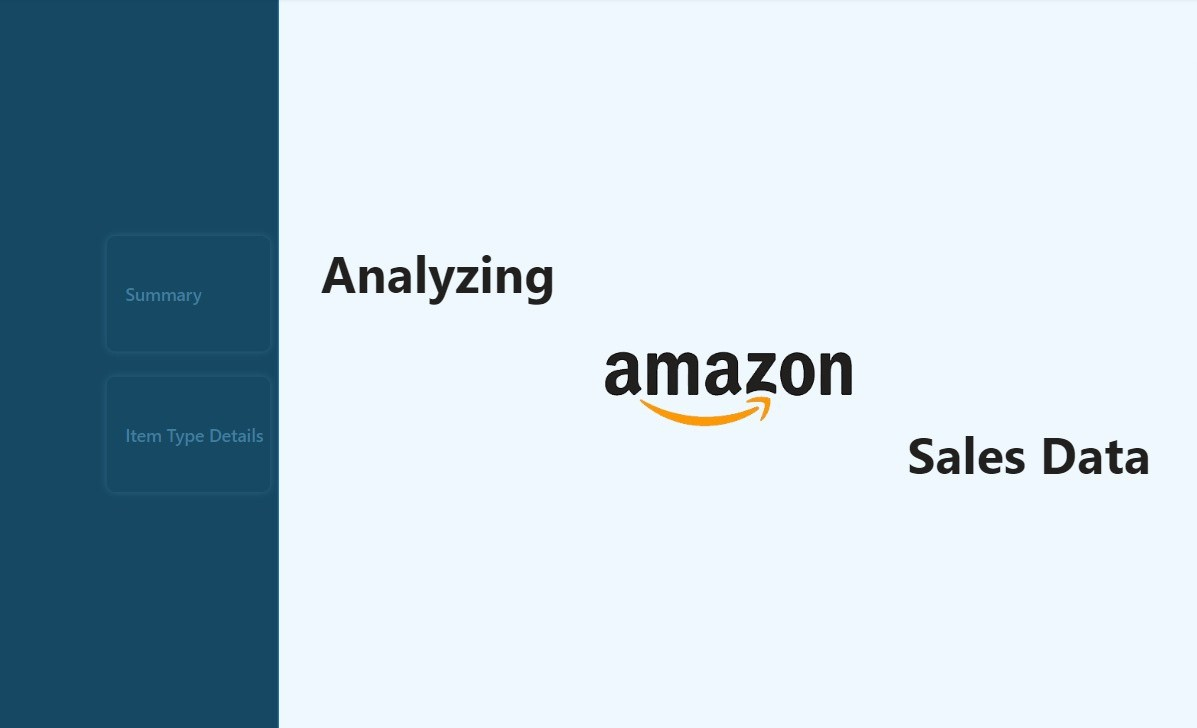 Summary
Item Type Details
Analyzing
amazon
Sales Data